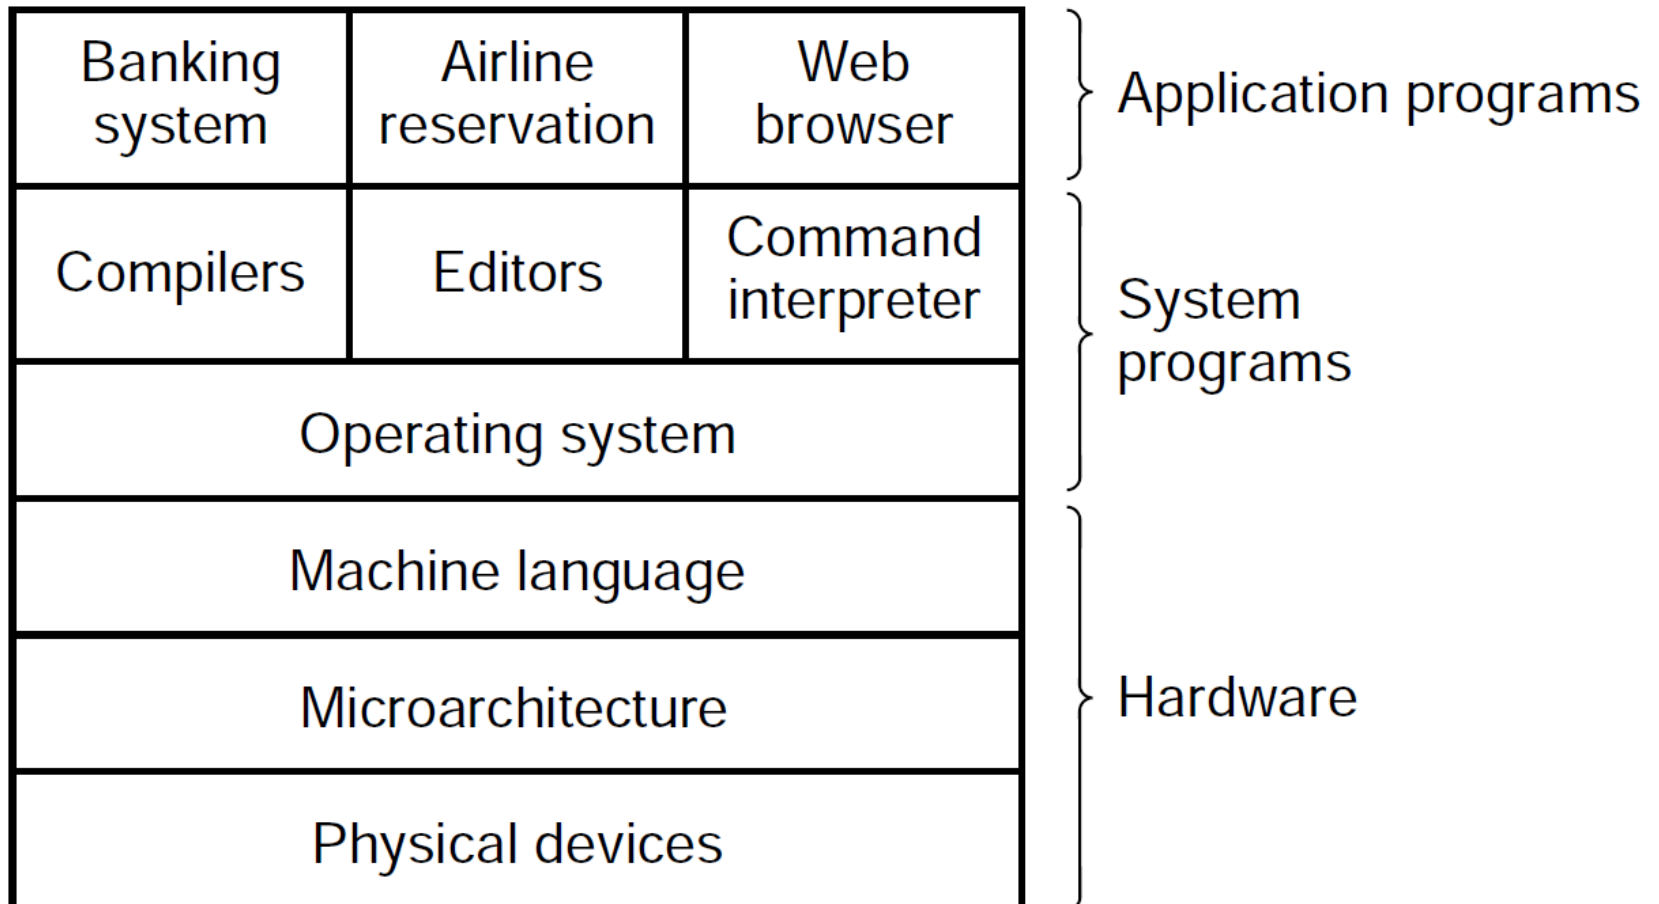 Banking
system
Airline
reservation
Web
browser
Application programs
Compilers
Editors
Command
interpreter
System
programs
Operating system
Machine language
Microarchitecture
Hardware
Physical devices